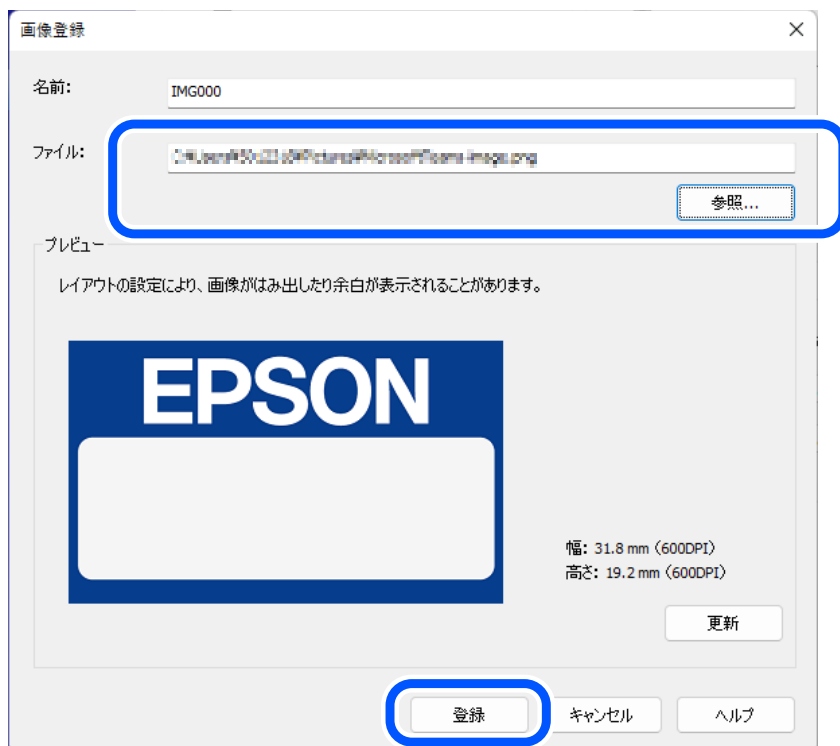 画像登録
名前:
IMG000
ファイル:
参照...
プレビュー
レイアウトの設定により、画像がはみ出したり余白が表示されることがあります。
EPSON
幅: 31.8 mm (600DPI)
高さ: 19.2 mm (600DPI)
更新
登録 キャンセル ヘルプ